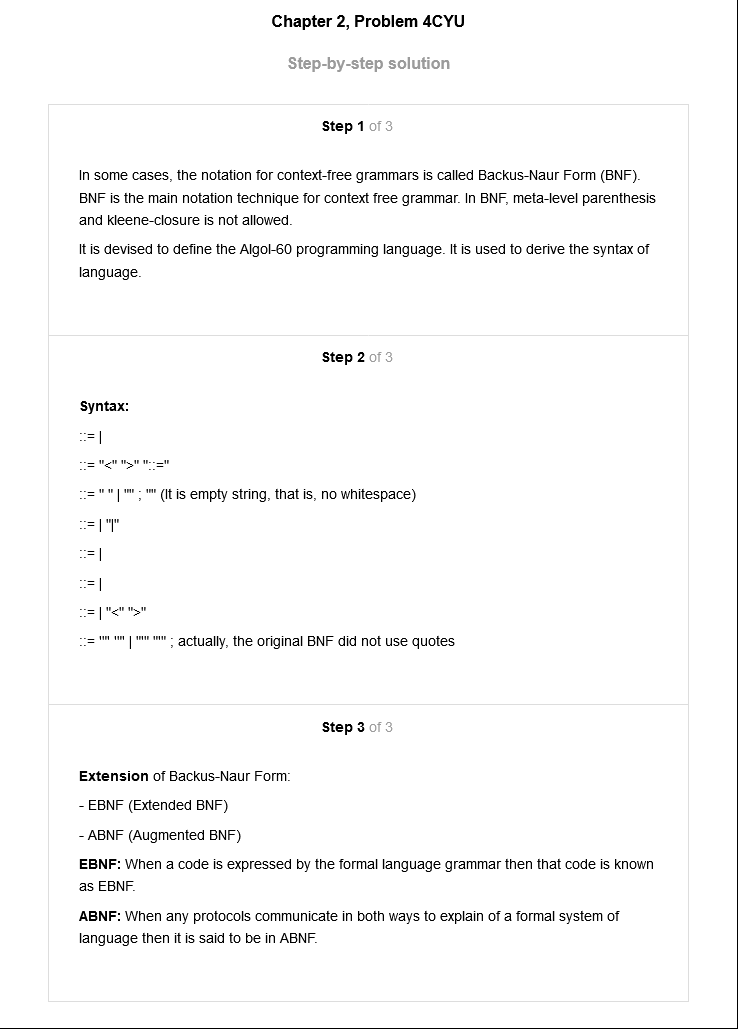 Chapter 2, Problem 4CYU
Step-by-step solution
Step 1 of 3
In some cases, the notation for context-free grammars is called Backus-Naur Form (BNF).
BNF is the main notation technique for context free grammar. In BNF, meta-level parenthesis
and kleene-closure is not allowed.
It is devised to define the Algol-60 programming language. It is used to derive the syntax of
language.
Step 2 of 3
Syntax:
::= |
::= "<" ">" "::="
::= " " | "" ; "" (It is empty string, that is, no whitespace)
::= | "|"
::= |
::= |
::= | "<" ">"
::= '"' '"' | "'" "'" ; actually, the original BNF did not use quotes
Step 3 of 3
Extension of Backus-Naur Form:
- EBNF (Extended BNF)
- ABNF (Augmented BNF)
EBNF: When a code is expressed by the formal language grammar then that code is known
as EBNF.
ABNF: When any protocols communicate in both ways to explain of a formal system of
language then it is said to be in ABNF.